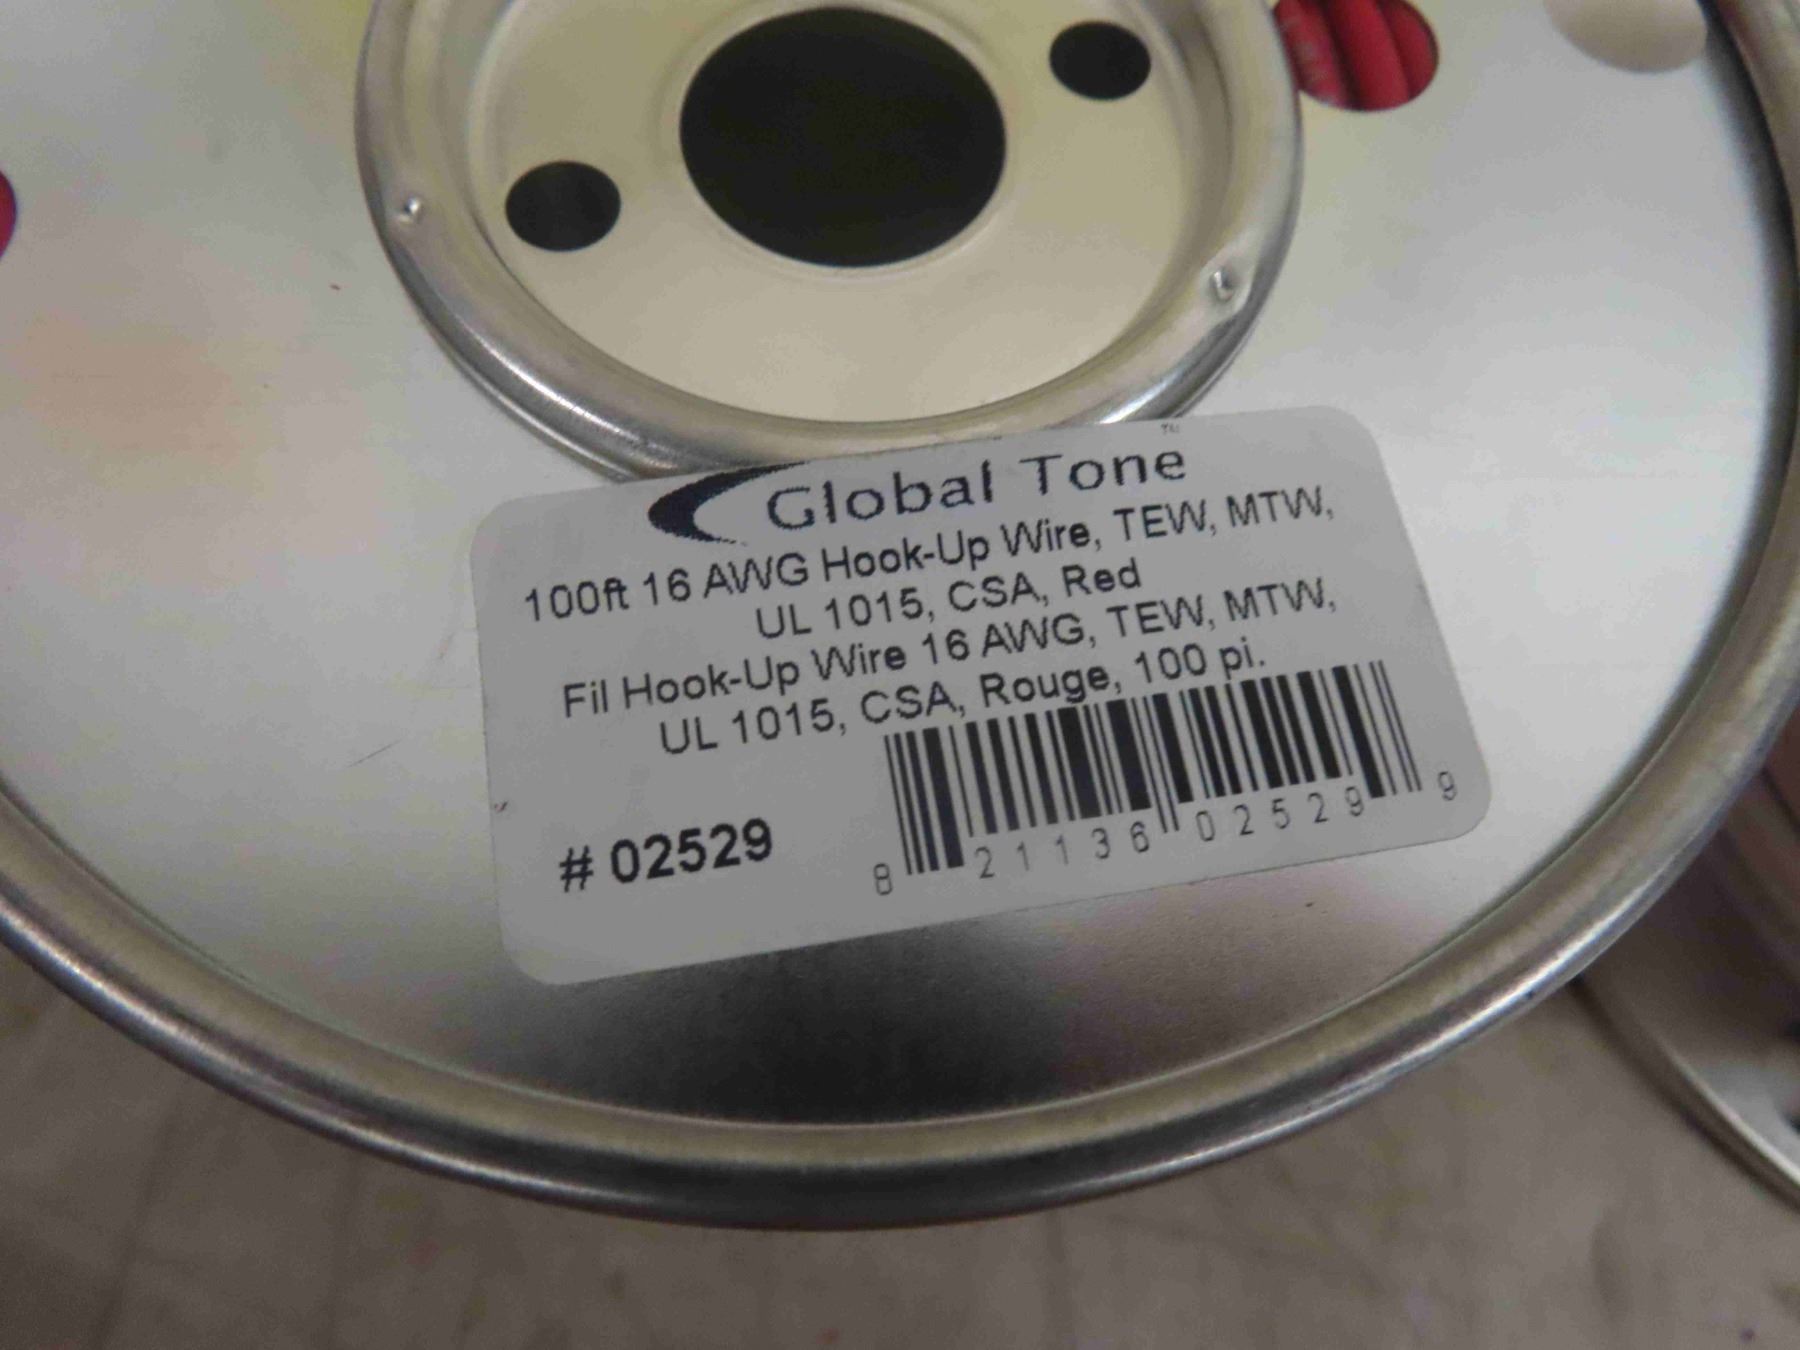 Global Tone™
100ft 16 AWG Hook-Up Wire, TEW, MTW,
UL 1015, CSA, Red
Fil Hook-Up Wire 16 AWG, TEW, MTW,
UL 1015, CSA, Rouge, 100 pi.
# 02529
8 21136 02529 9